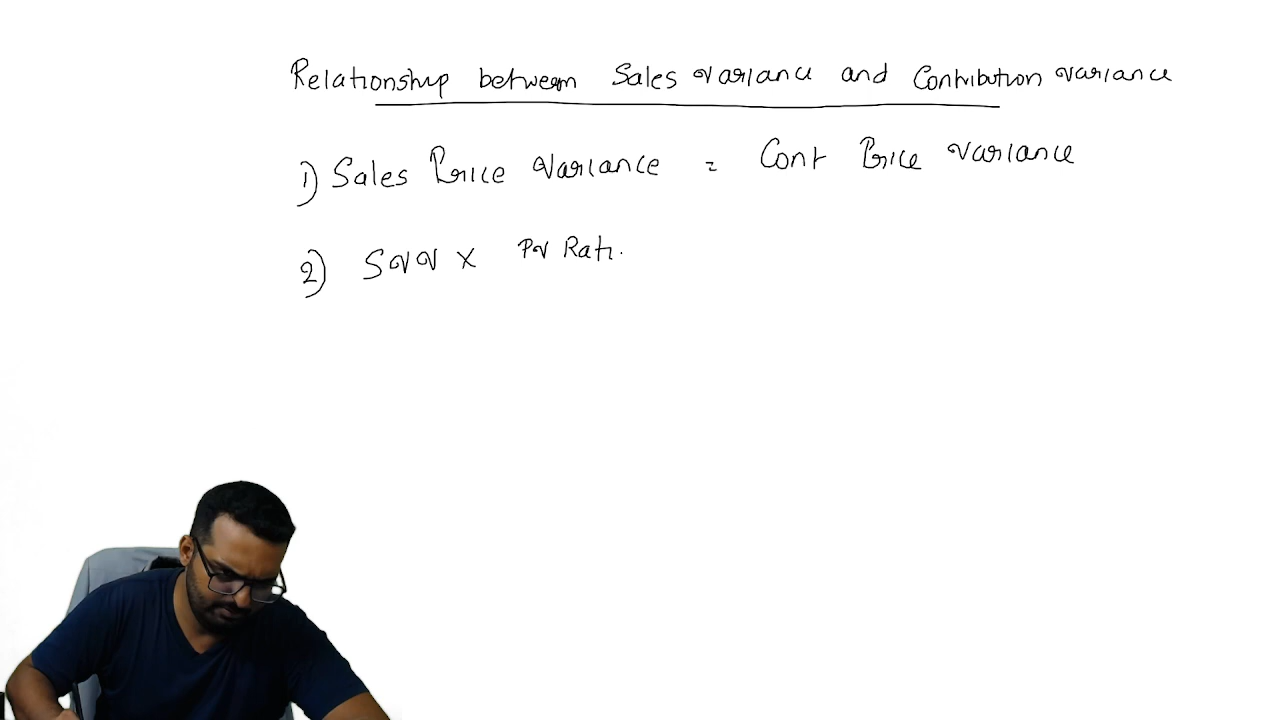 Relationship between Sales Variance and Contribution Variance
1) Sales Price Variance = Cont Price Variance
2) SVV X PV Rati.